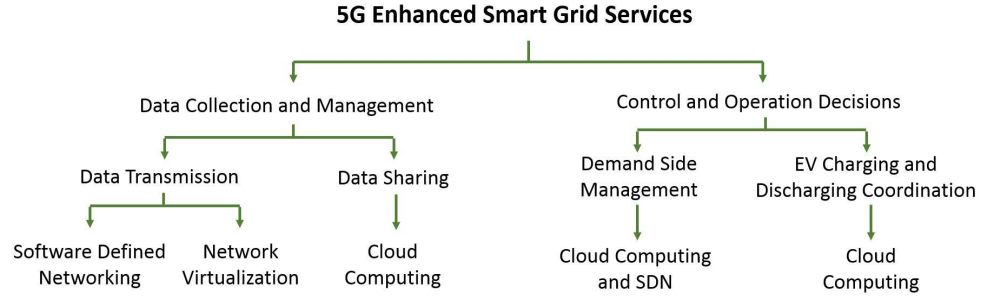 5G Enhanced Smart Grid Services
Data Collection and Management
Control and Operation Decisions
Data Transmission
Data Sharing
Demand Side
Management
EV Charging and
Discharging Coordination
Software Defined
Networking
Network
Virtualization
Cloud
Computing
Cloud Computing
and SDN
Cloud
Computing